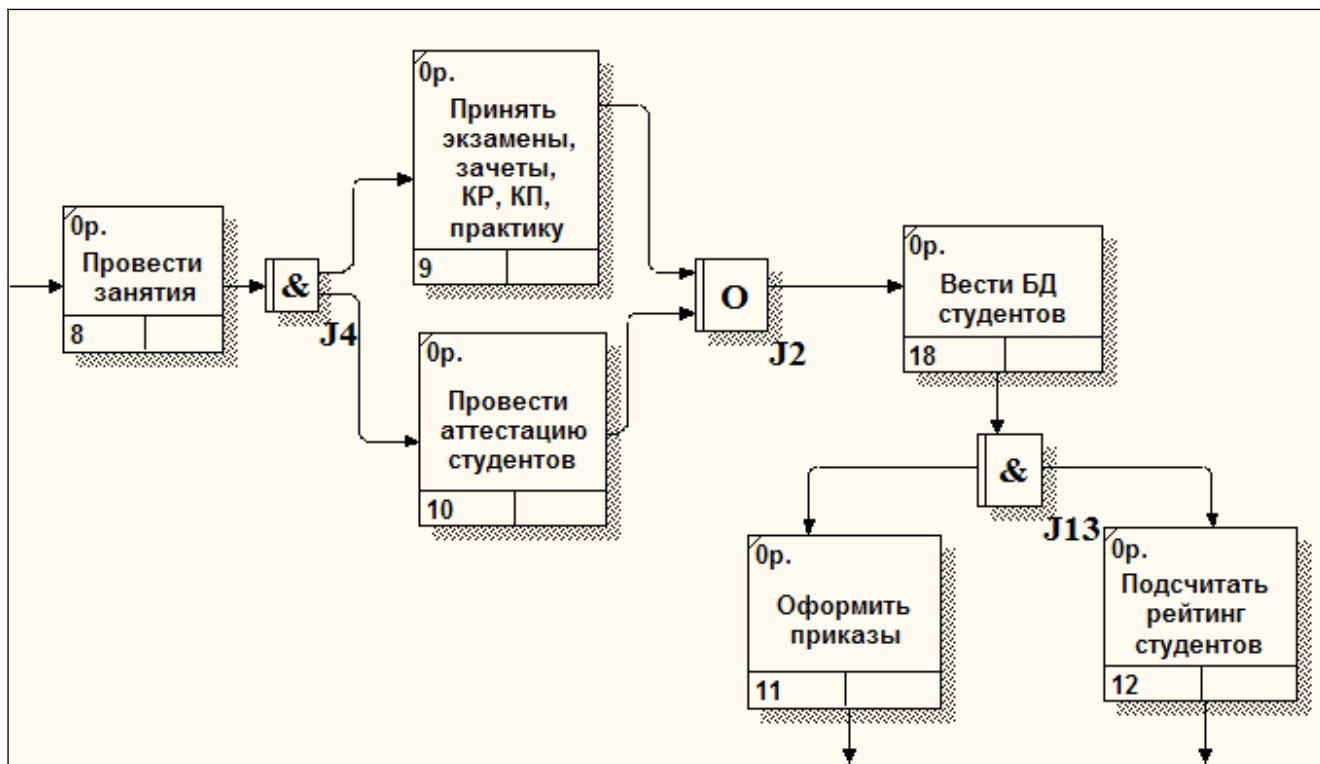 0р.
Провести
занятия
8
&
J4
0р.
Принять
экзамены,
зачеты,
КР, КП,
практику
9
0р.
Провести
аттестацию
студентов
10
O
J2
0р.
Вести БД
студентов
18
&
J13
0р.
Оформить
приказы
11
0р.
Подсчитать
рейтинг
студентов
12